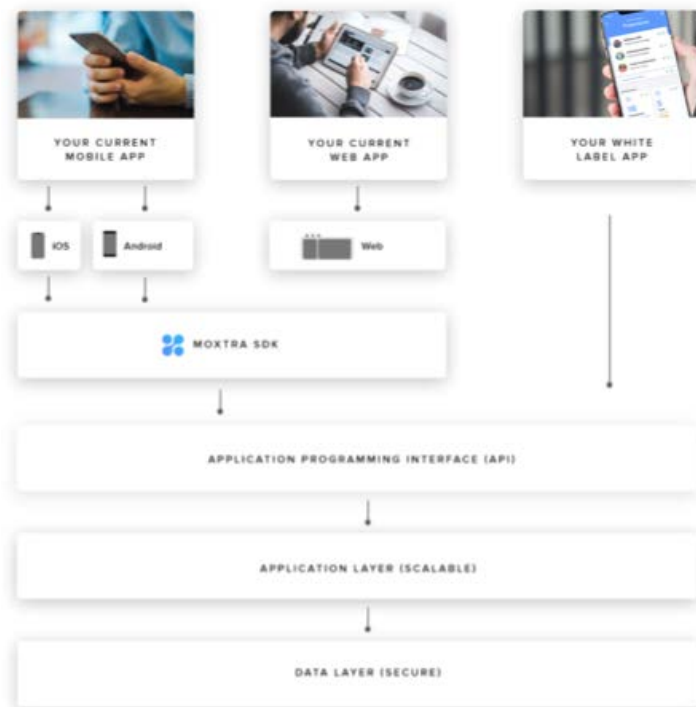 YOUR CURRENT
MOBILE APP
YOUR CURRENT
WEB APP
YOUR WHITE
LABEL APP
iOS
Android
Web
MOXTRA SDK
APPLICATION PROGRAMMING INTERFACE (API)
APPLICATION LAYER (SCALABLE)
DATA LAYER (SECURE)